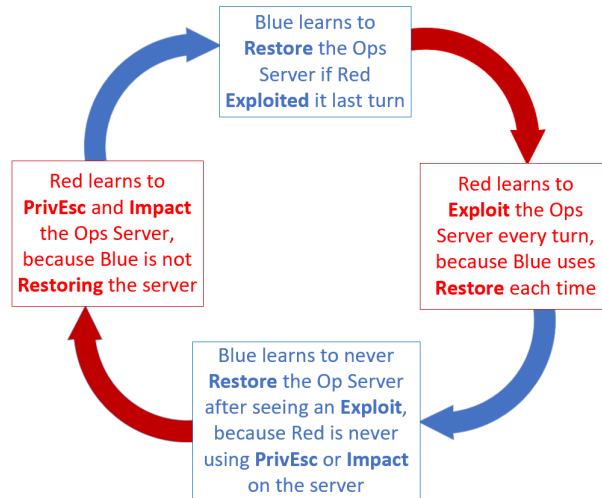 Blue learns to
Restore the Ops
Server if Red
Exploited it last turn
Red learns to
Exploit the Ops
Server every turn,
because Blue uses
Restore each time
Blue learns to never
Restore the Op Server
after seeing an Exploit,
because Red is never
using PrivEsc or Impact
on the server
Red learns to
PrivEsc and Impact
the Ops Server,
because Blue is not
Restoring the server